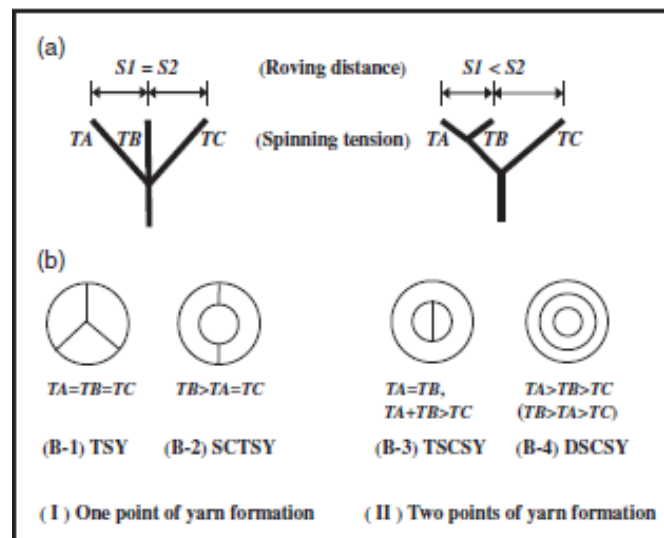 (a)
S1 = S2 (Roving distance) S1 < S2
TA TB TC (Spinning tension) TA TB TC
(b)
TA=TB=TC TB>TA=TC TA=TB, TA>TB>TC
TA+TB>TC (TB>TA>TC)
(B-1) TSY (B-2) SCTSY (B-3) TSCSY (B-4) DSCSY
( I ) One point of yarn formation ( II ) Two points of yarn formation